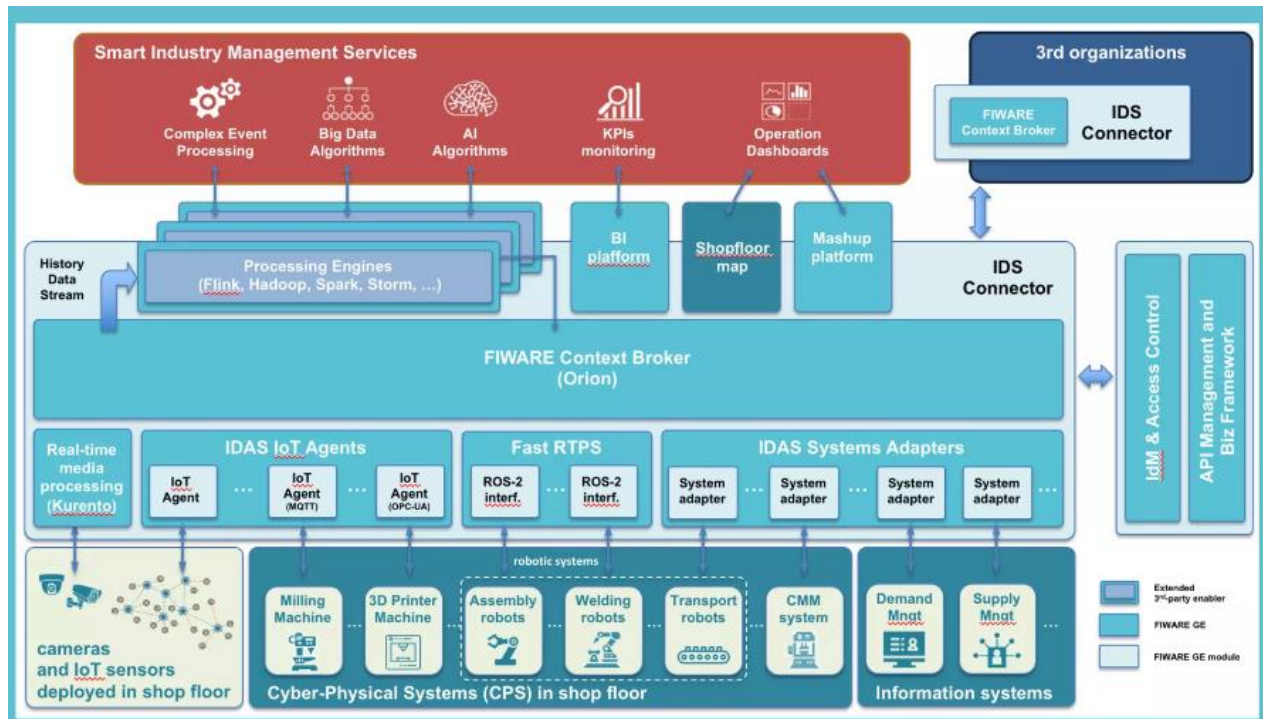 Smart Industry Management Services
Complex Event
Processing
Big Data
Algorithms
AI
Algorithms
KPIs
monitoring
Operation
Dashboards
3rd organizations
FIWARE
Context Broker
IDS
Connector
History
Data
Stream
Processing Engines
(Flink, Hadoop, Spark, Storm, …)
BI
plafform
Shopfloor
map
Mashup
platform
IDS
Connector
FIWARE Context Broker
(Orion)
Real-time
media
processing
(Kurento)
IDAS IoT Agents
IoT
Agent
...
IoT
Agent
(MQTT)
...
IoT
Agent
(OPC-UA)
Fast RTPS
ROS-2
interf.
...
ROS-2
interf.
IDAS Systems Adapters
System
adapter
...
System
adapter
...
System
adapter
System
adapter
...
IdM & Access Control
API Management and
Biz Framework
cameras
and IoT sensors
deployed in shop floor
robotic systems
Milling
Machine
...
3D Printer
Machine
...
Assembly
robots
Welding
robots
...
Transport
robots
...
CMM
system
Cyber-Physical Systems (CPS) in shop floor
Demand
Mngt
Supply
Mngt
...
Information systems
Extended
3rd-party enabler
FIWARE GE
FIWARE GE module